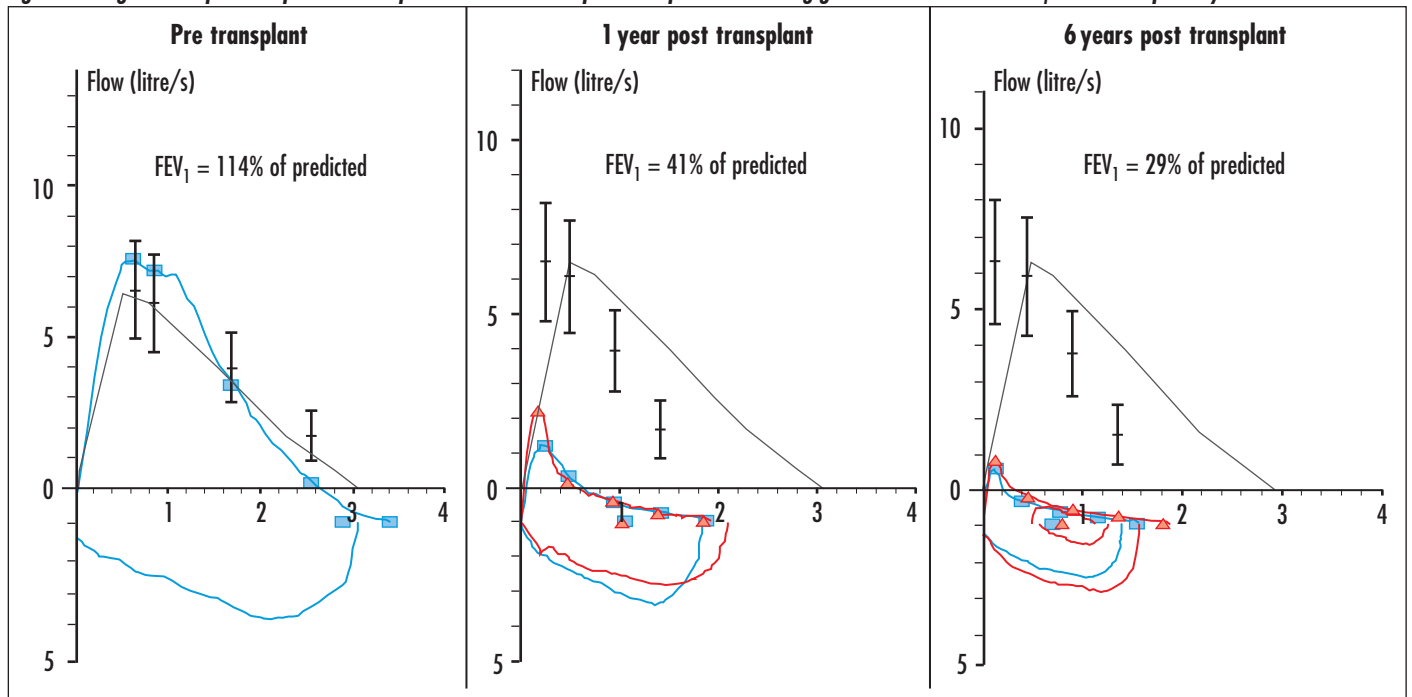 Pre transplant
Flow (litre/s)
FEV1 = 114% of predicted
10
5
0
1 2 3 4
5
1 year post transplant
Flow (litre/s)
10
FEV1 = 41% of predicted
5
0
1 2 3 4
5
6 years post transplant
Flow (litre/s)
10
FEV1 = 29% of predicted
5
0
1 2 3 4
5